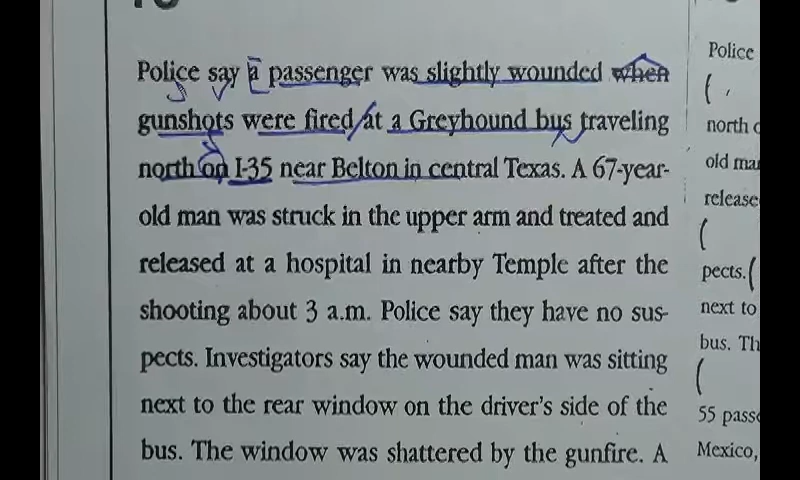 Police say a passenger was slightly wounded when
gunshots were fired at a Greyhound bus traveling
north on I-35 near Belton in central Texas. A 67-year-
old man was struck in the upper arm and treated and
released at a hospital in nearby Temple after the
shooting about 3 a.m. Police say they have no sus-
pects. Investigators say the wounded man was sitting
next to the rear window on the driver's side of the
bus. The window was shattered by the gunfire. A
Police
north
old
release
pects.
next to
bus. Th
55 pass
Mexico,